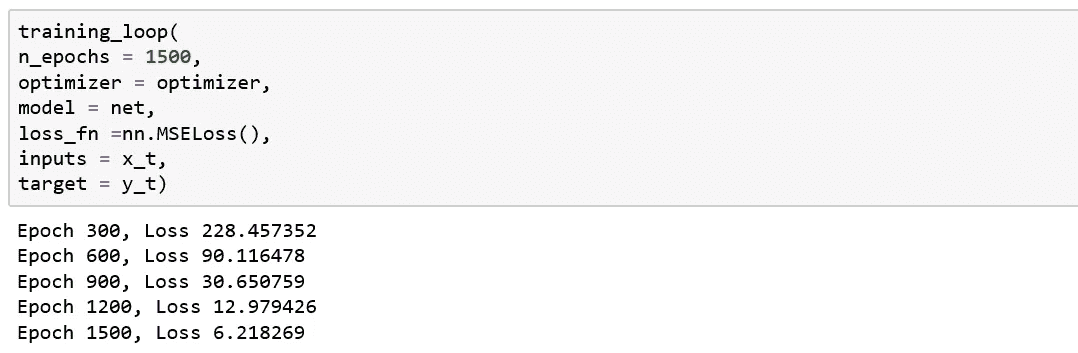 training_loop(
n_epochs = 1500,
optimizer = optimizer,
model = net,
loss_fn =nn.MSELoss(),
inputs = x_t,
target = y_t)
Epoch 300, Loss 228.457352
Epoch 600, Loss 90.116478
Epoch 900, Loss 30.650759
Epoch 1200, Loss 12.979426
Epoch 1500, Loss 6.218269